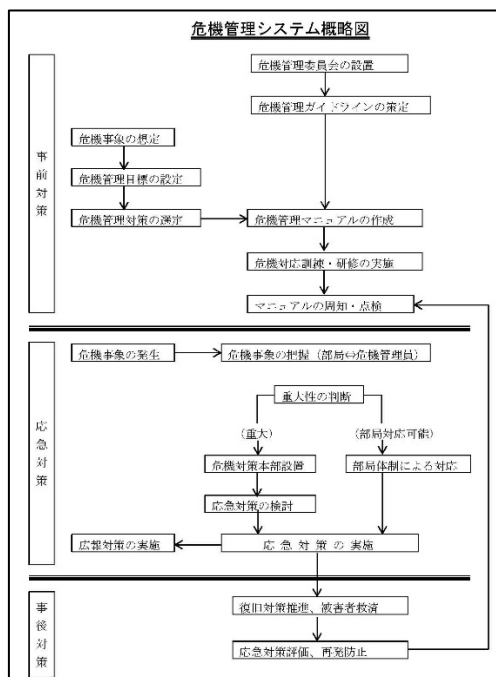 危機管理システム概略図
事前対策
危機管理委員会の設置
危機管理ガイドラインの策定
危機事象の想定
危機管理目標の設定
危機管理対策の選定
危機管理マニュアルの作成
危機対応訓練・研修の実施
マニュアルの周知・点検
応急対策
危機事象の発生
危機事象の把握（部局⇔危機管理員）
重大性の判断
（重大）
（部局対応可能）
危機対策本部設置
部局体制による対応
応急対策の検討
広報対策の実施
応急対策の実施
事後対策
復旧対策推進、被害者救済
応急対策評価、再発防止